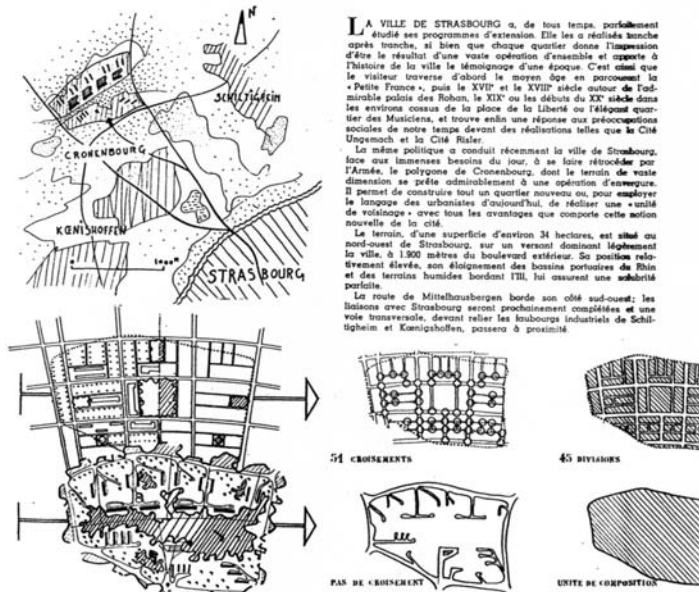 N
SCHILTIGHEIM
CRONENBOURG
KŒNISHOFFEN
1000m
STRASBOURG
LA VILLE DE STRASBOURG a, de tous temps, parfaitement
étudié ses programmes d'extension. Elle les a réalisés tranche
après tranche, si bien que chaque quartier donne l'impression
d'être le résultat d'une vaste opération d'ensemble et apporte à
l'histoire de la ville le témoignage d'une époque. C'est ainsi que
le visiteur traverse d'abord le moyen âge en parcourant la
« Petite France », puis le XVIIe et le XVIIIe siècle autour de l'ad-
mirable palais des Rohan, le XIXe ou les débuts du XXe siècle dans
les environs cossus de la place de la Liberté ou l'élégant quar-
tier des Musiciens, et trouve enfin une réponse aux préoccupations
sociales de notre temps devant des réalisations telles que la Cité
Ungemach et la Cité Risler.
La même politique a conduit récemment la ville de Strasbourg,
face aux immenses besoins du jour, à se faire rétrocéder par
l'Armée, le polygone de Cronenbourg, dont le terrain de vaste
dimension se prête admirablement à une opération d'envergure.
Il permet de construire tout un quartier nouveau ou, pour employer
le langage des urbanistes d'aujourd'hui, de réaliser une «unité
de voisinage » avec tous les avantages que comporte cette notion
nouvelle de la cité.
Le terrain, d'une superficie d'environ 34 hectares, est situé au
nord-ouest de Strasbourg, sur un versant dominant légèrement
la ville, à 1.900 mètres du boulevard extérieur. Sa position rela-
tivement élevée, son éloignement des bassins portuaires du Rhin
et des terrains humides bordant l'Ill, lui assurent une salubrité
parfaite.
La route de Mittelhausbergen borde son côté sud-ouest; les
liaisons avec Strasbourg seront prochainement complétées et une
voie transversale, devant relier les faubourgs industriels de Schil-
tigheim et Kœnigshoffen, passera à proximité.
51 CROISEMENTS
45 DIVISIONS
PAS DE CROISEMENT
UNITE DE COMPOSITION